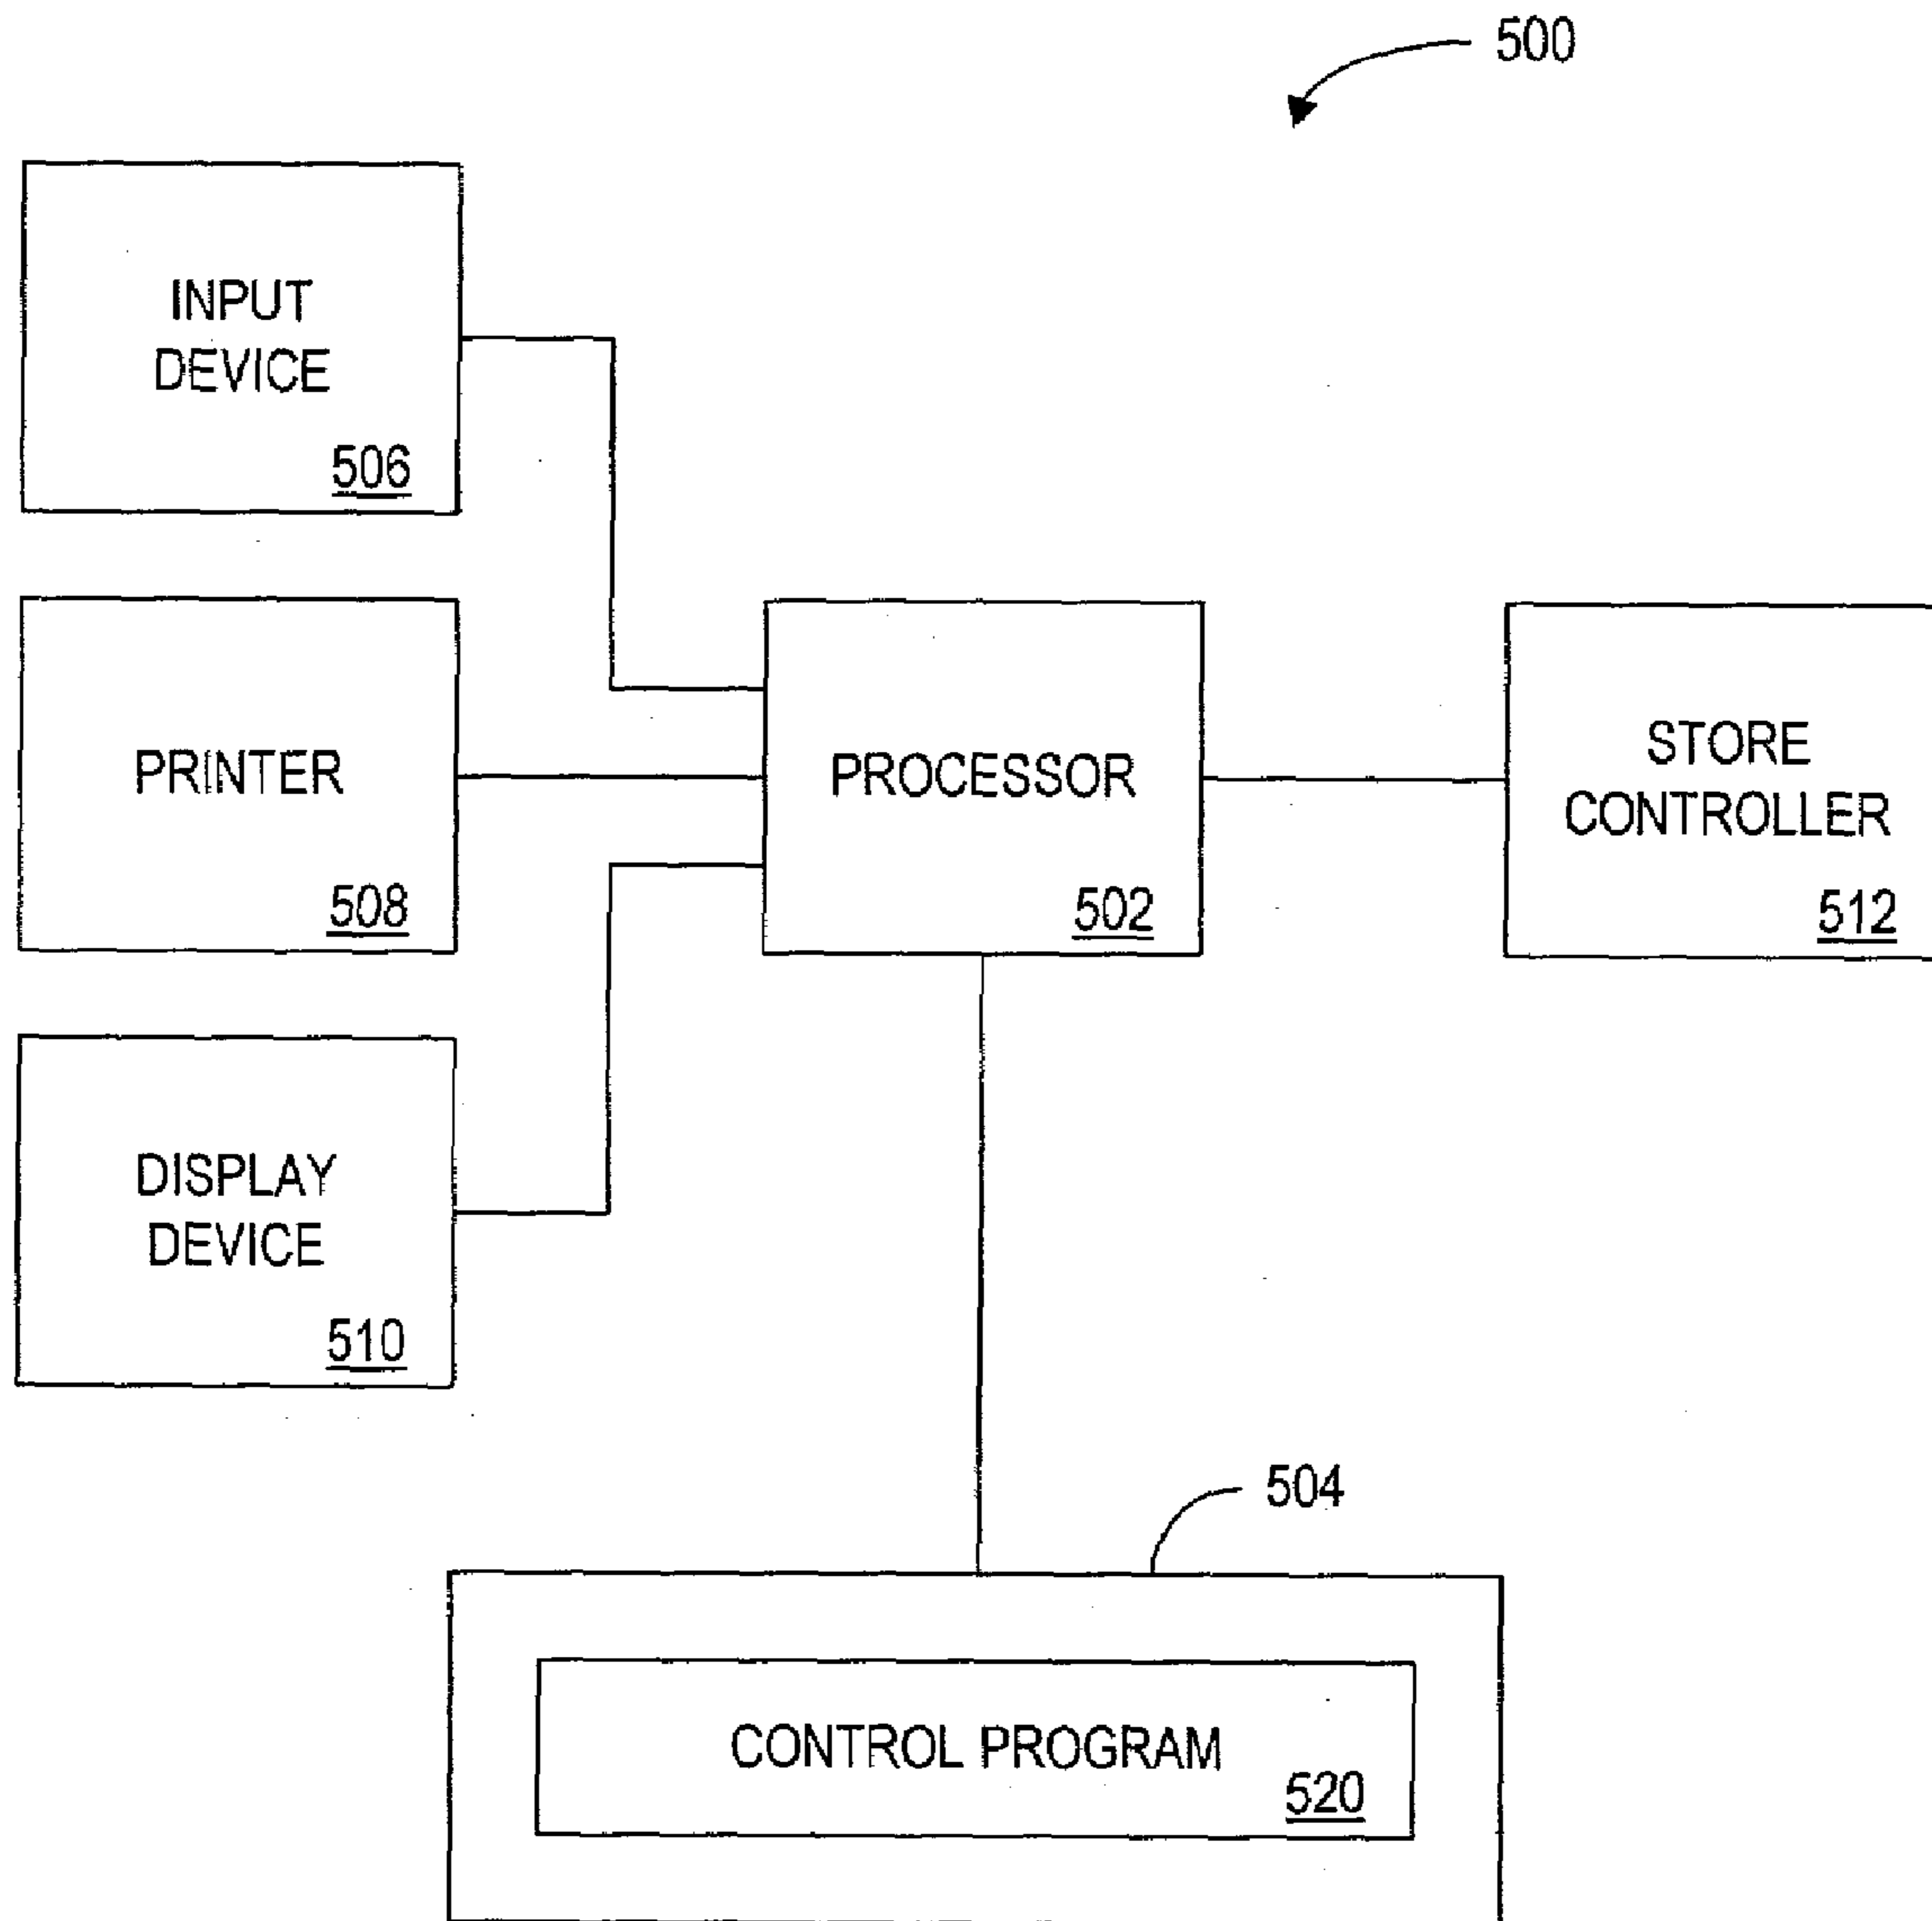 500
INPUT
DEVICE
506
PRINTER
508
PROCESSOR
502
STORE
CONTROLLER
512
DISPLAY
DEVICE
510
504
CONTROL PROGRAM
520